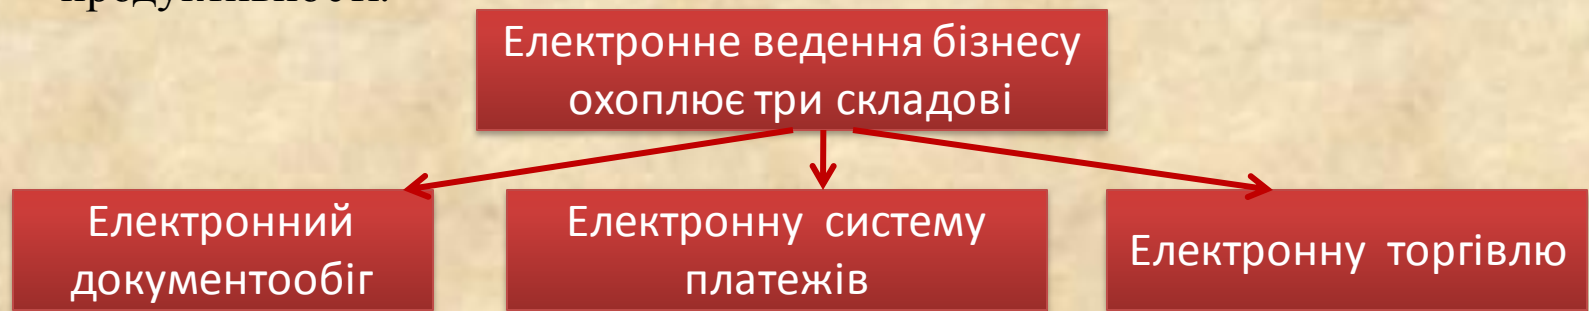 Електронне ведення бізнесу
охоплює три складові
Електронний
документообіг
Електронну систему
платежів
Електронну торгівлю